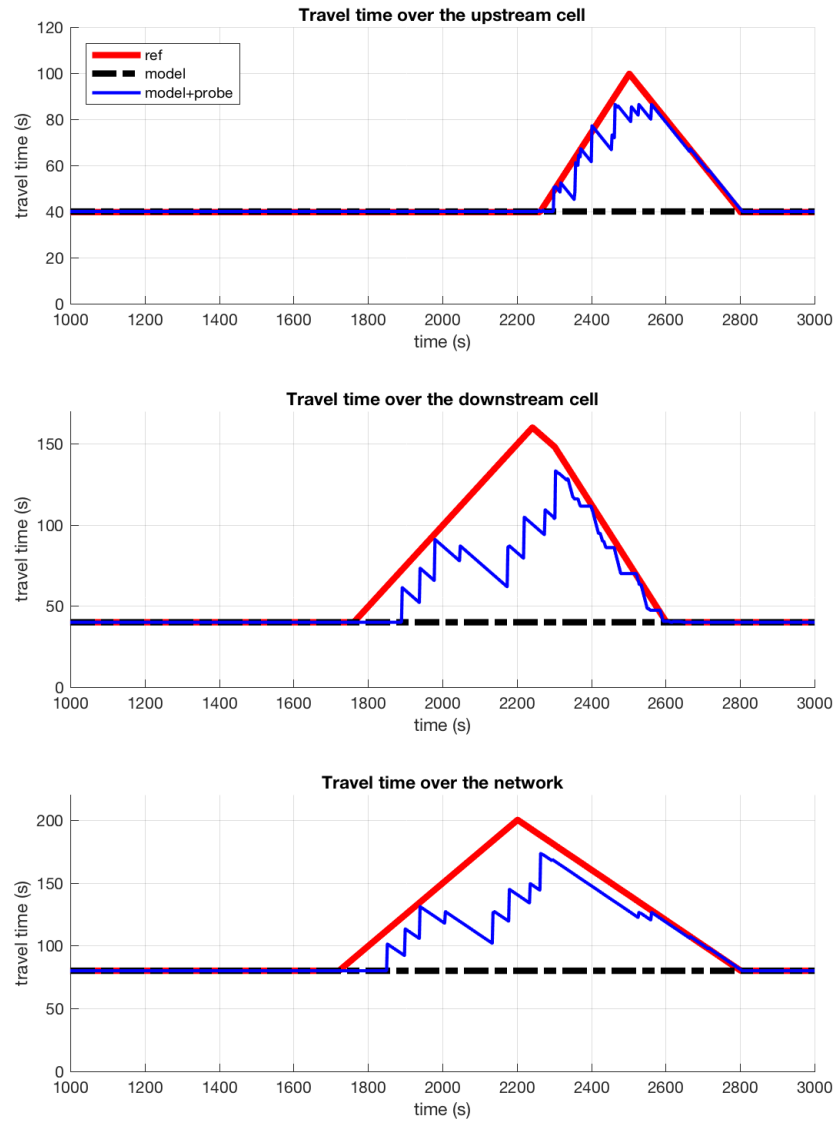 Travel time over the upstream cell
120
100
80
60
40
20
0
travel time (s)
ref
model
model+probe
1000 1200 1400 1600 1800 2000 2200 2400 2600 2800 3000
time (s)
Travel time over the downstream cell
150
100
50
0
travel time (s)
1000 1200 1400 1600 1800 2000 2200 2400 2600 2800 3000
time (s)
Travel time over the network
200
150
100
50
0
travel time (s)
1000 1200 1400 1600 1800 2000 2200 2400 2600 2800 3000
time (s)